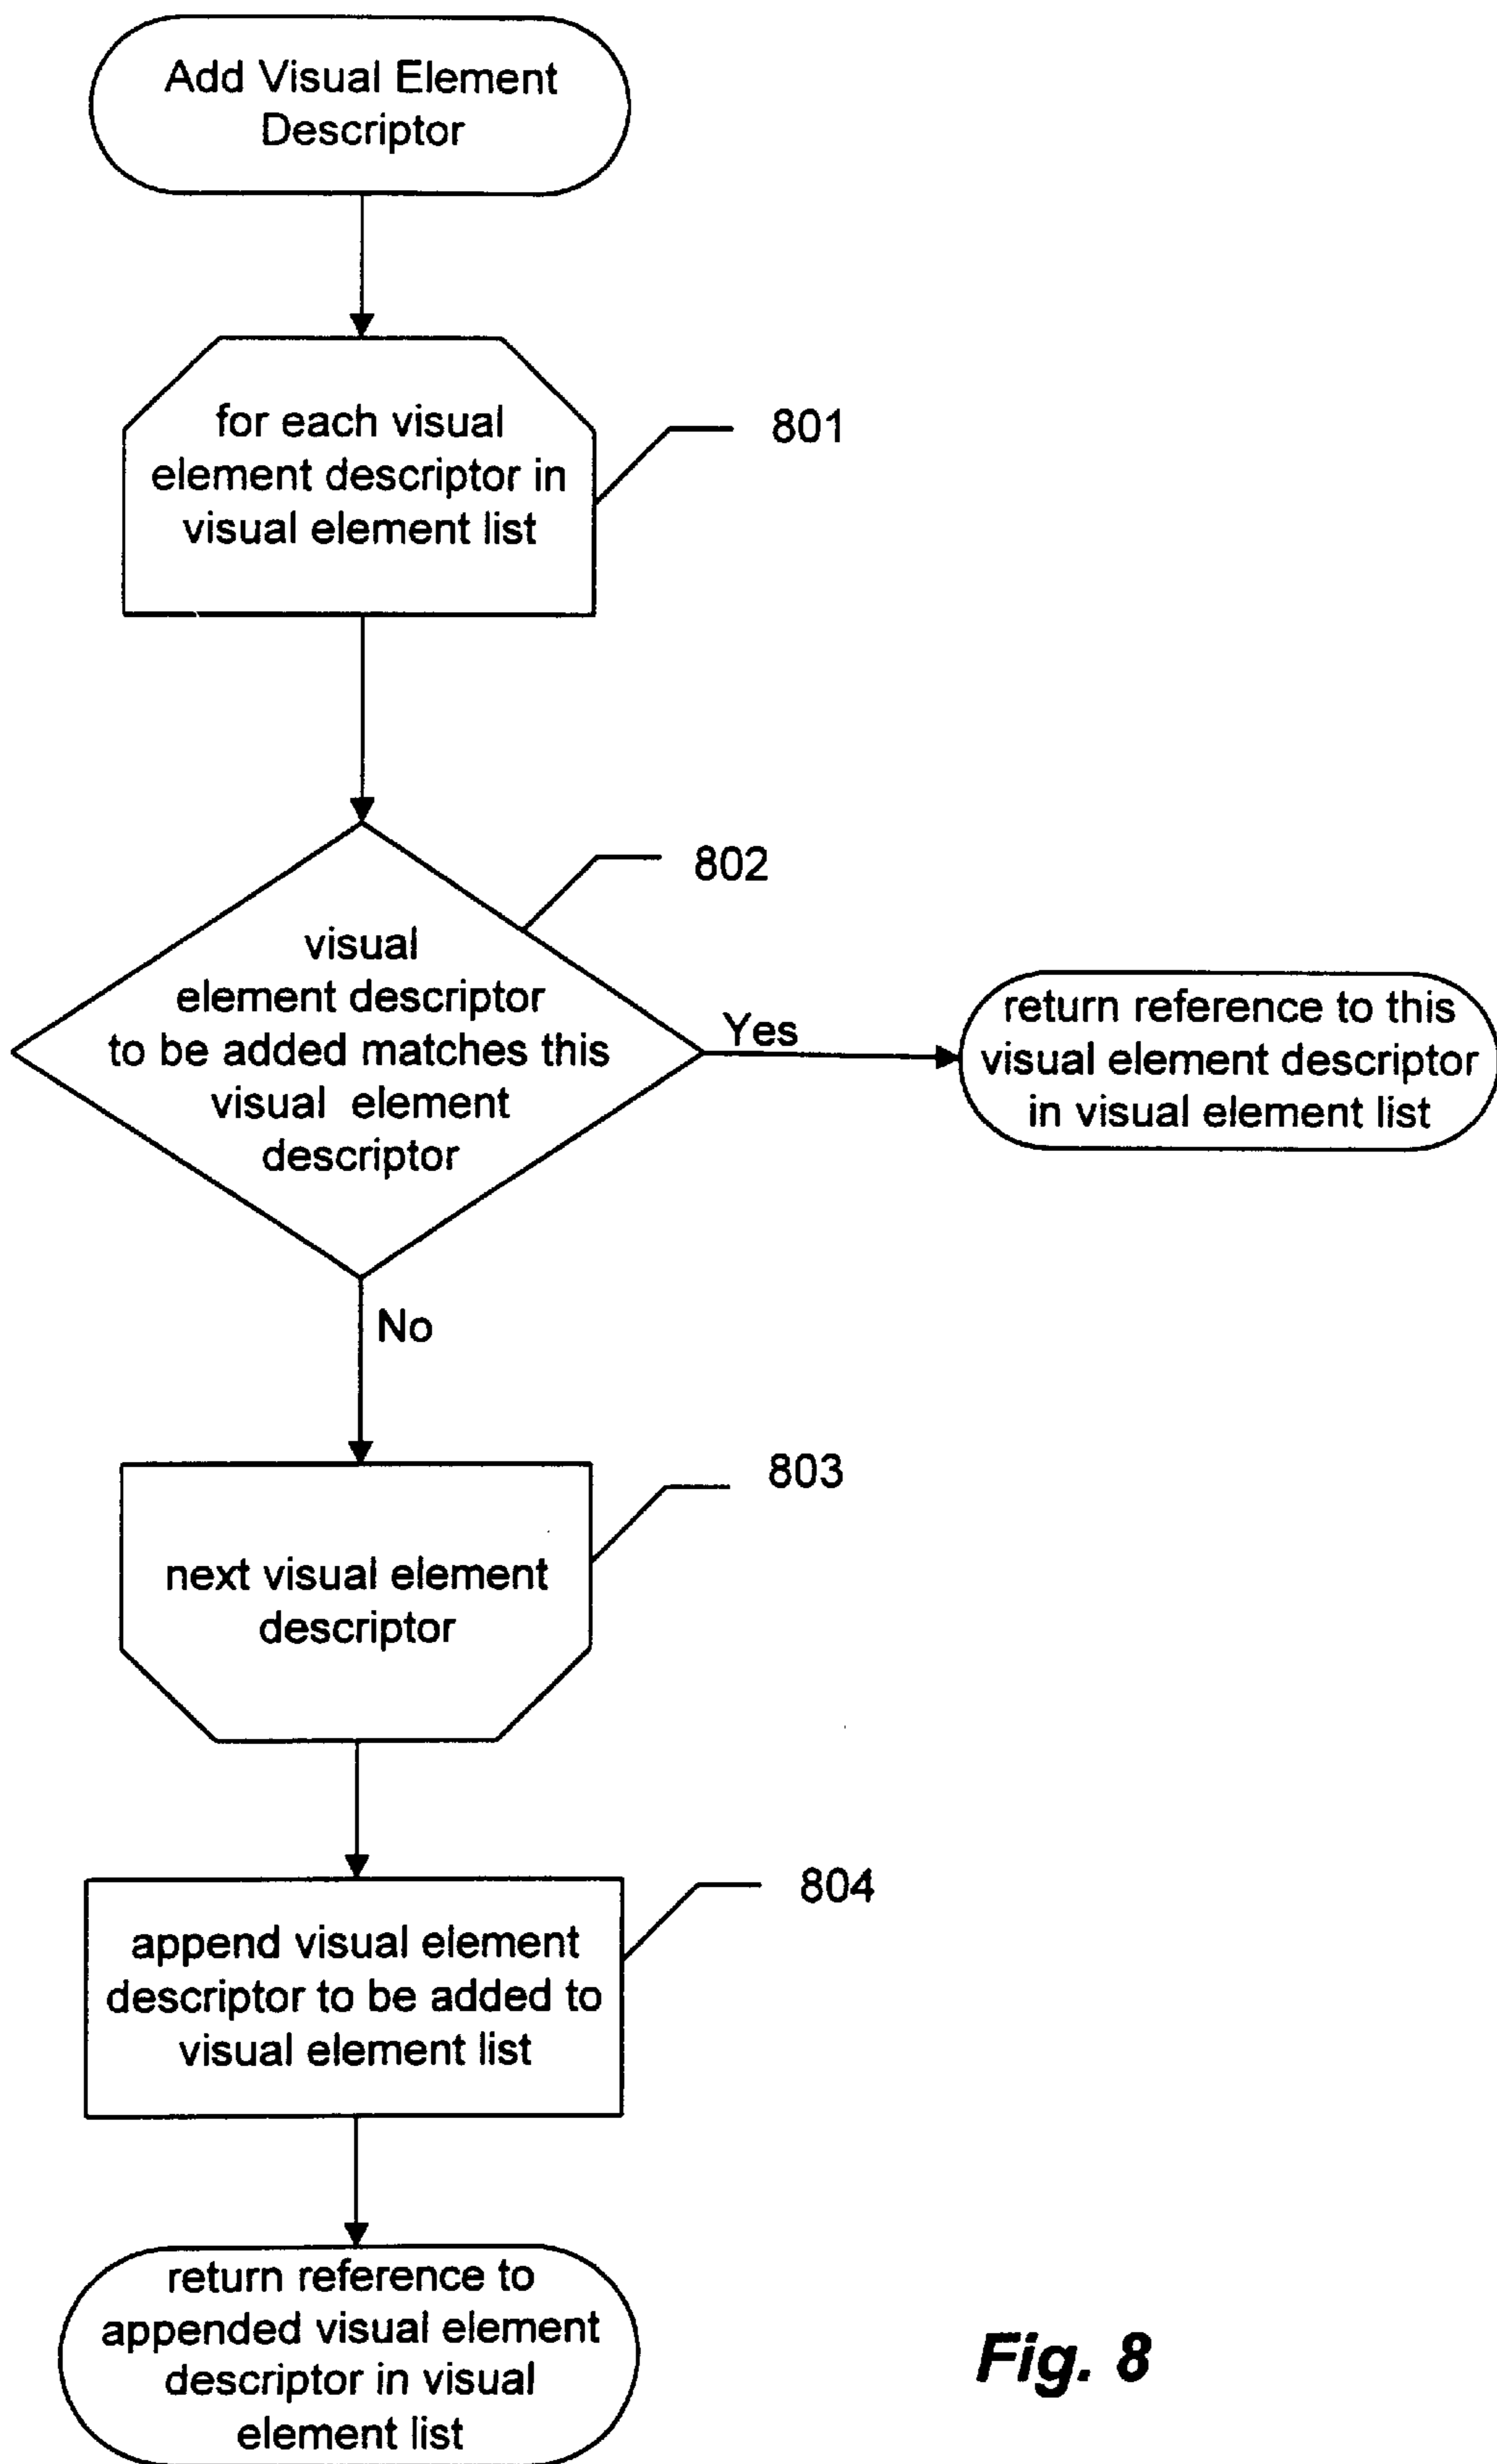 Add Visual Element
Descriptor
for each visual
element descriptor in
visual element list
801
802
visual
element descriptor
to be added matches this
visual element
descriptor
Yes
return reference to this
visual element descriptor
in visual element list
No
803
next visual element
descriptor
804
append visual element
descriptor to be added to
visual element list
return reference to
appended visual element
descriptor in visual
element list
Fig. 8